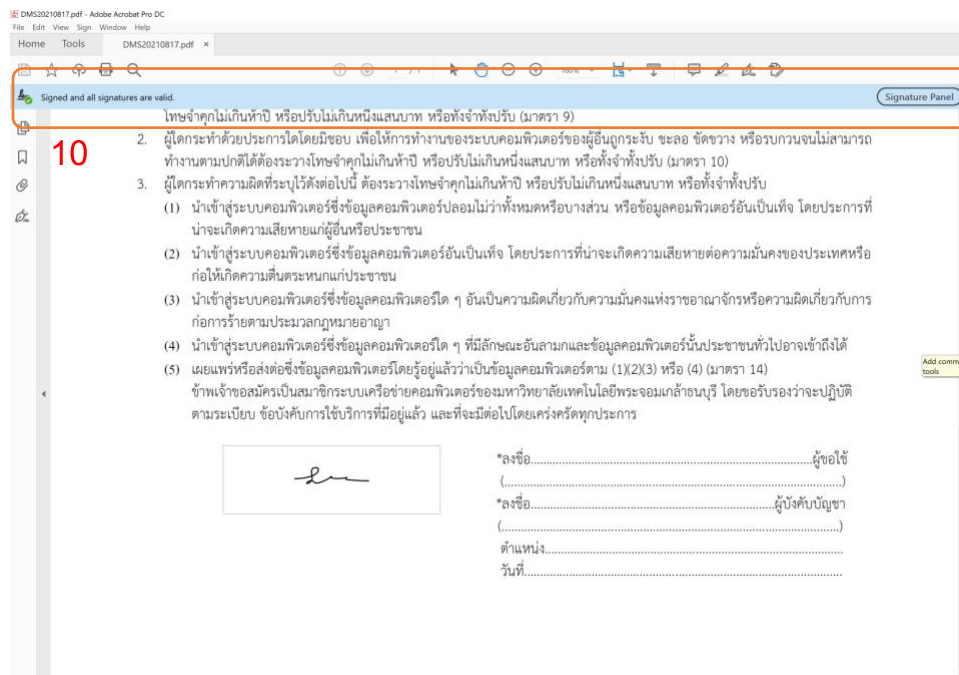 DMS20210817.pdf - Adobe Acrobat Pro DC
File Edit View Sign Window Help
Home Tools DMS20210817.pdf ×
Signed and all signatures are valid.
Signature Panel
10
โทษจำคุกไม่เกินห้าปี หรือปรับไม่เกินหนึ่งแสนบาท หรือทั้งจำทั้งปรับ (มาตรา 9)
2. ผู้ใดกระทำด้วยประการใดโดยมิชอบ เพื่อให้การทำงานของระบบคอมพิวเตอร์ของผู้อื่นถูกระงับ ชะลอ ขัดขวาง หรือรบกวนจนไม่สามารถ
ทำงานตามปกติได้ต้องระวางโทษจำคุกไม่เกินห้าปี หรือปรับไม่เกินหนึ่งแสนบาท หรือทั้งจำทั้งปรับ (มาตรา 10)
3. ผู้ใดกระทำความผิดที่ระบุไว้ดังต่อไปนี้ ต้องระวางโทษจำคุกไม่เกินห้าปี หรือปรับไม่เกินหนึ่งแสนบาท หรือทั้งจำทั้งปรับ
(1) นำเข้าสู่ระบบคอมพิวเตอร์ซึ่งข้อมูลคอมพิวเตอร์ปลอมไม่ว่าทั้งหมดหรือบางส่วน หรือข้อมูลคอมพิวเตอร์อันเป็นเท็จ โดยประการที่
น่าจะเกิดความเสียหายแก่ผู้อื่นหรือประชาชน
(2) นำเข้าสู่ระบบคอมพิวเตอร์ซึ่งข้อมูลคอมพิวเตอร์อันเป็นเท็จ โดยประการที่น่าจะเกิดความเสียหายต่อความมั่นคงของประเทศหรือ
ก่อให้เกิดความตื่นตระหนกแก่ประชาชน
(3) นำเข้าสู่ระบบคอมพิวเตอร์ซึ่งข้อมูลคอมพิวเตอร์ใด ๆ อันเป็นความผิดเกี่ยวกับความมั่นคงแห่งราชอาณาจักรหรือความผิดเกี่ยวกับการ
ก่อการร้ายตามประมวลกฎหมายอาญา
(4) นำเข้าสู่ระบบคอมพิวเตอร์ซึ่งข้อมูลคอมพิวเตอร์ใด ๆ ที่มีลักษณะอันลามกและข้อมูลคอมพิวเตอร์นั้นประชาชนทั่วไปอาจเข้าถึงได้
(5) เผยแพร่หรือส่งต่อซึ่งข้อมูลคอมพิวเตอร์โดยรู้อยู่แล้วว่าเป็นข้อมูลคอมพิวเตอร์ตาม (1)(2)(3) หรือ (4) (มาตรา 14)
ข้าพเจ้าขอสมัครเป็นสมาชิกระบบเครือข่ายคอมพิวเตอร์ของมหาวิทยาลัยเทคโนโลยีพระจอมเกล้าธนบุรี โดยขอรับรองว่าจะปฏิบัติ
ตามระเบียบ ข้อบังคับการใช้บริการที่มีอยู่แล้ว และที่จะมีต่อไปโดยเคร่งครัดทุกประการ
Add comm
tools
*ลงชื่อ........................................ผู้ขอใช้
(........................................)
*ลงชื่อ........................................ผู้บังคับบัญชา
(........................................)
ตำแหน่ง........................................
วันที่........................................